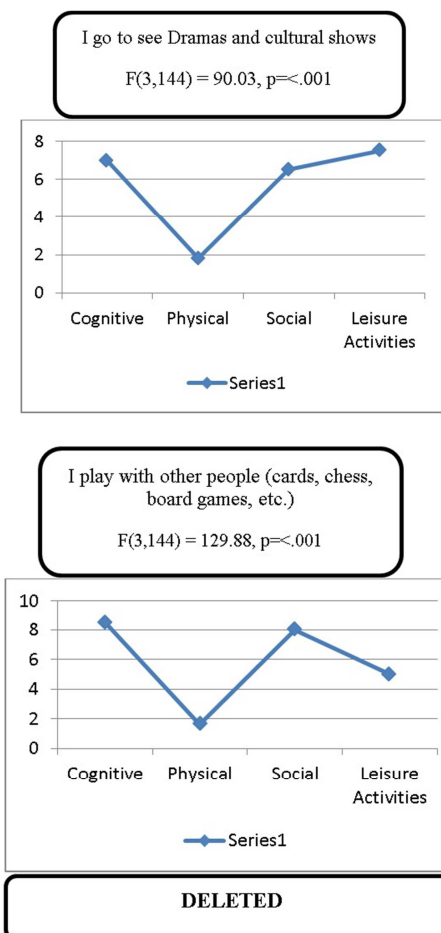 I go to see Dramas and cultural shows
F(3,144) = 90.03, p=<.001
8
6
4
2
0
Cognitive Physical Social Leisure
Activities
Series1
I play with other people (cards, chess,
board games, etc.)
F(3,144) = 129.88, p=<.001
10
8
6
4
2
0
Cognitive Physical Social Leisure
Activities
Series1
DELETED